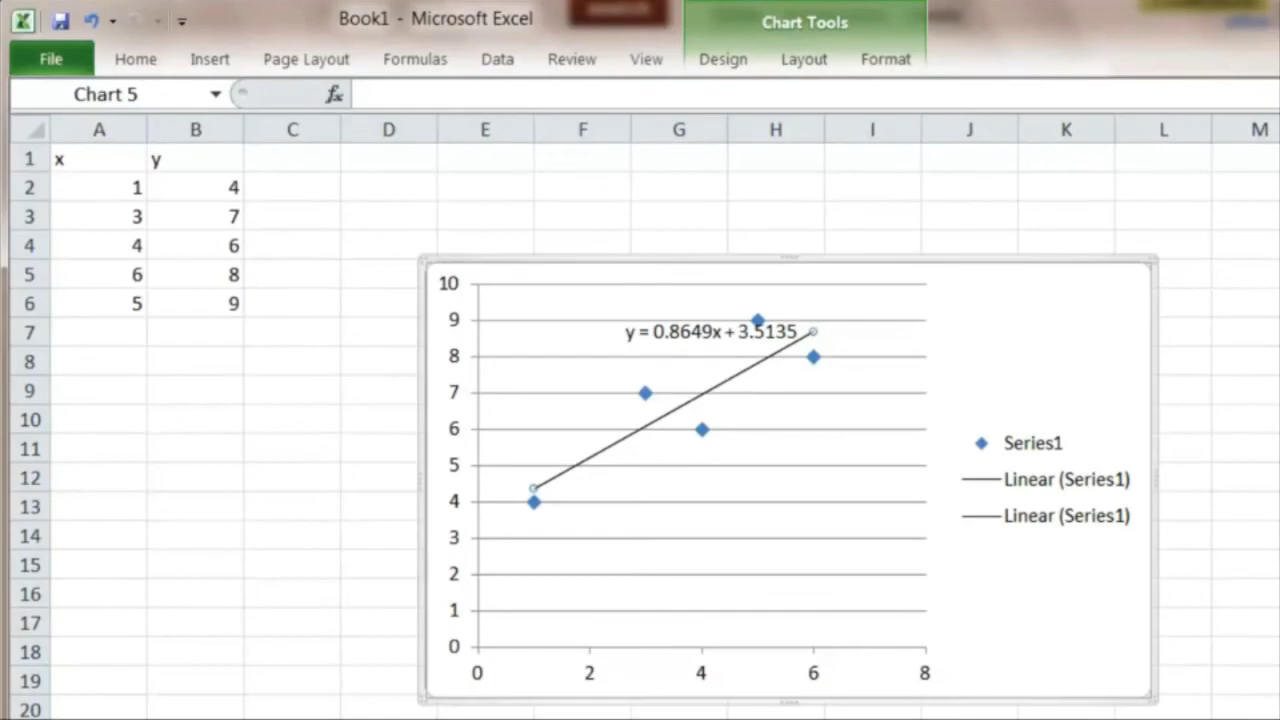 Book1 - Microsoft Excel
Chart Tools
File Home Insert Page Layout Formulas Data Review View Design Layout Format
Chart 5 fx
A B C D E F G H I J K L M
1 x y
2 1 4
3 3 7
4 4 6
5 6 8
6 5 9
7
8
9
10
11
12
13
14
15
16
17
18
19
20
10
9
y = 0.8649x + 3.5135
8
7
6
5
4
3
2
1
0
0 2 4 6 8
Series1
Linear (Series1)
Linear (Series1)